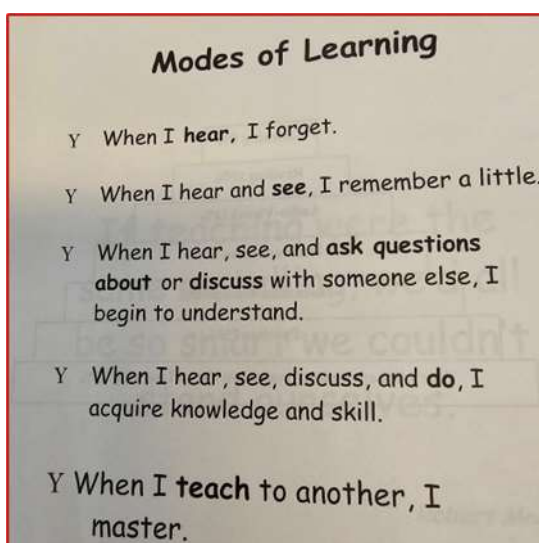 Modes of Learning
Y When I hear, I forget.
Y When I hear and see, I remember a little.
Y When I hear, see, and ask questions
about or discuss with someone else, I
begin to understand.
Y When I hear, see, discuss, and do, I
acquire knowledge and skill.
Y When I teach to another, I
master.